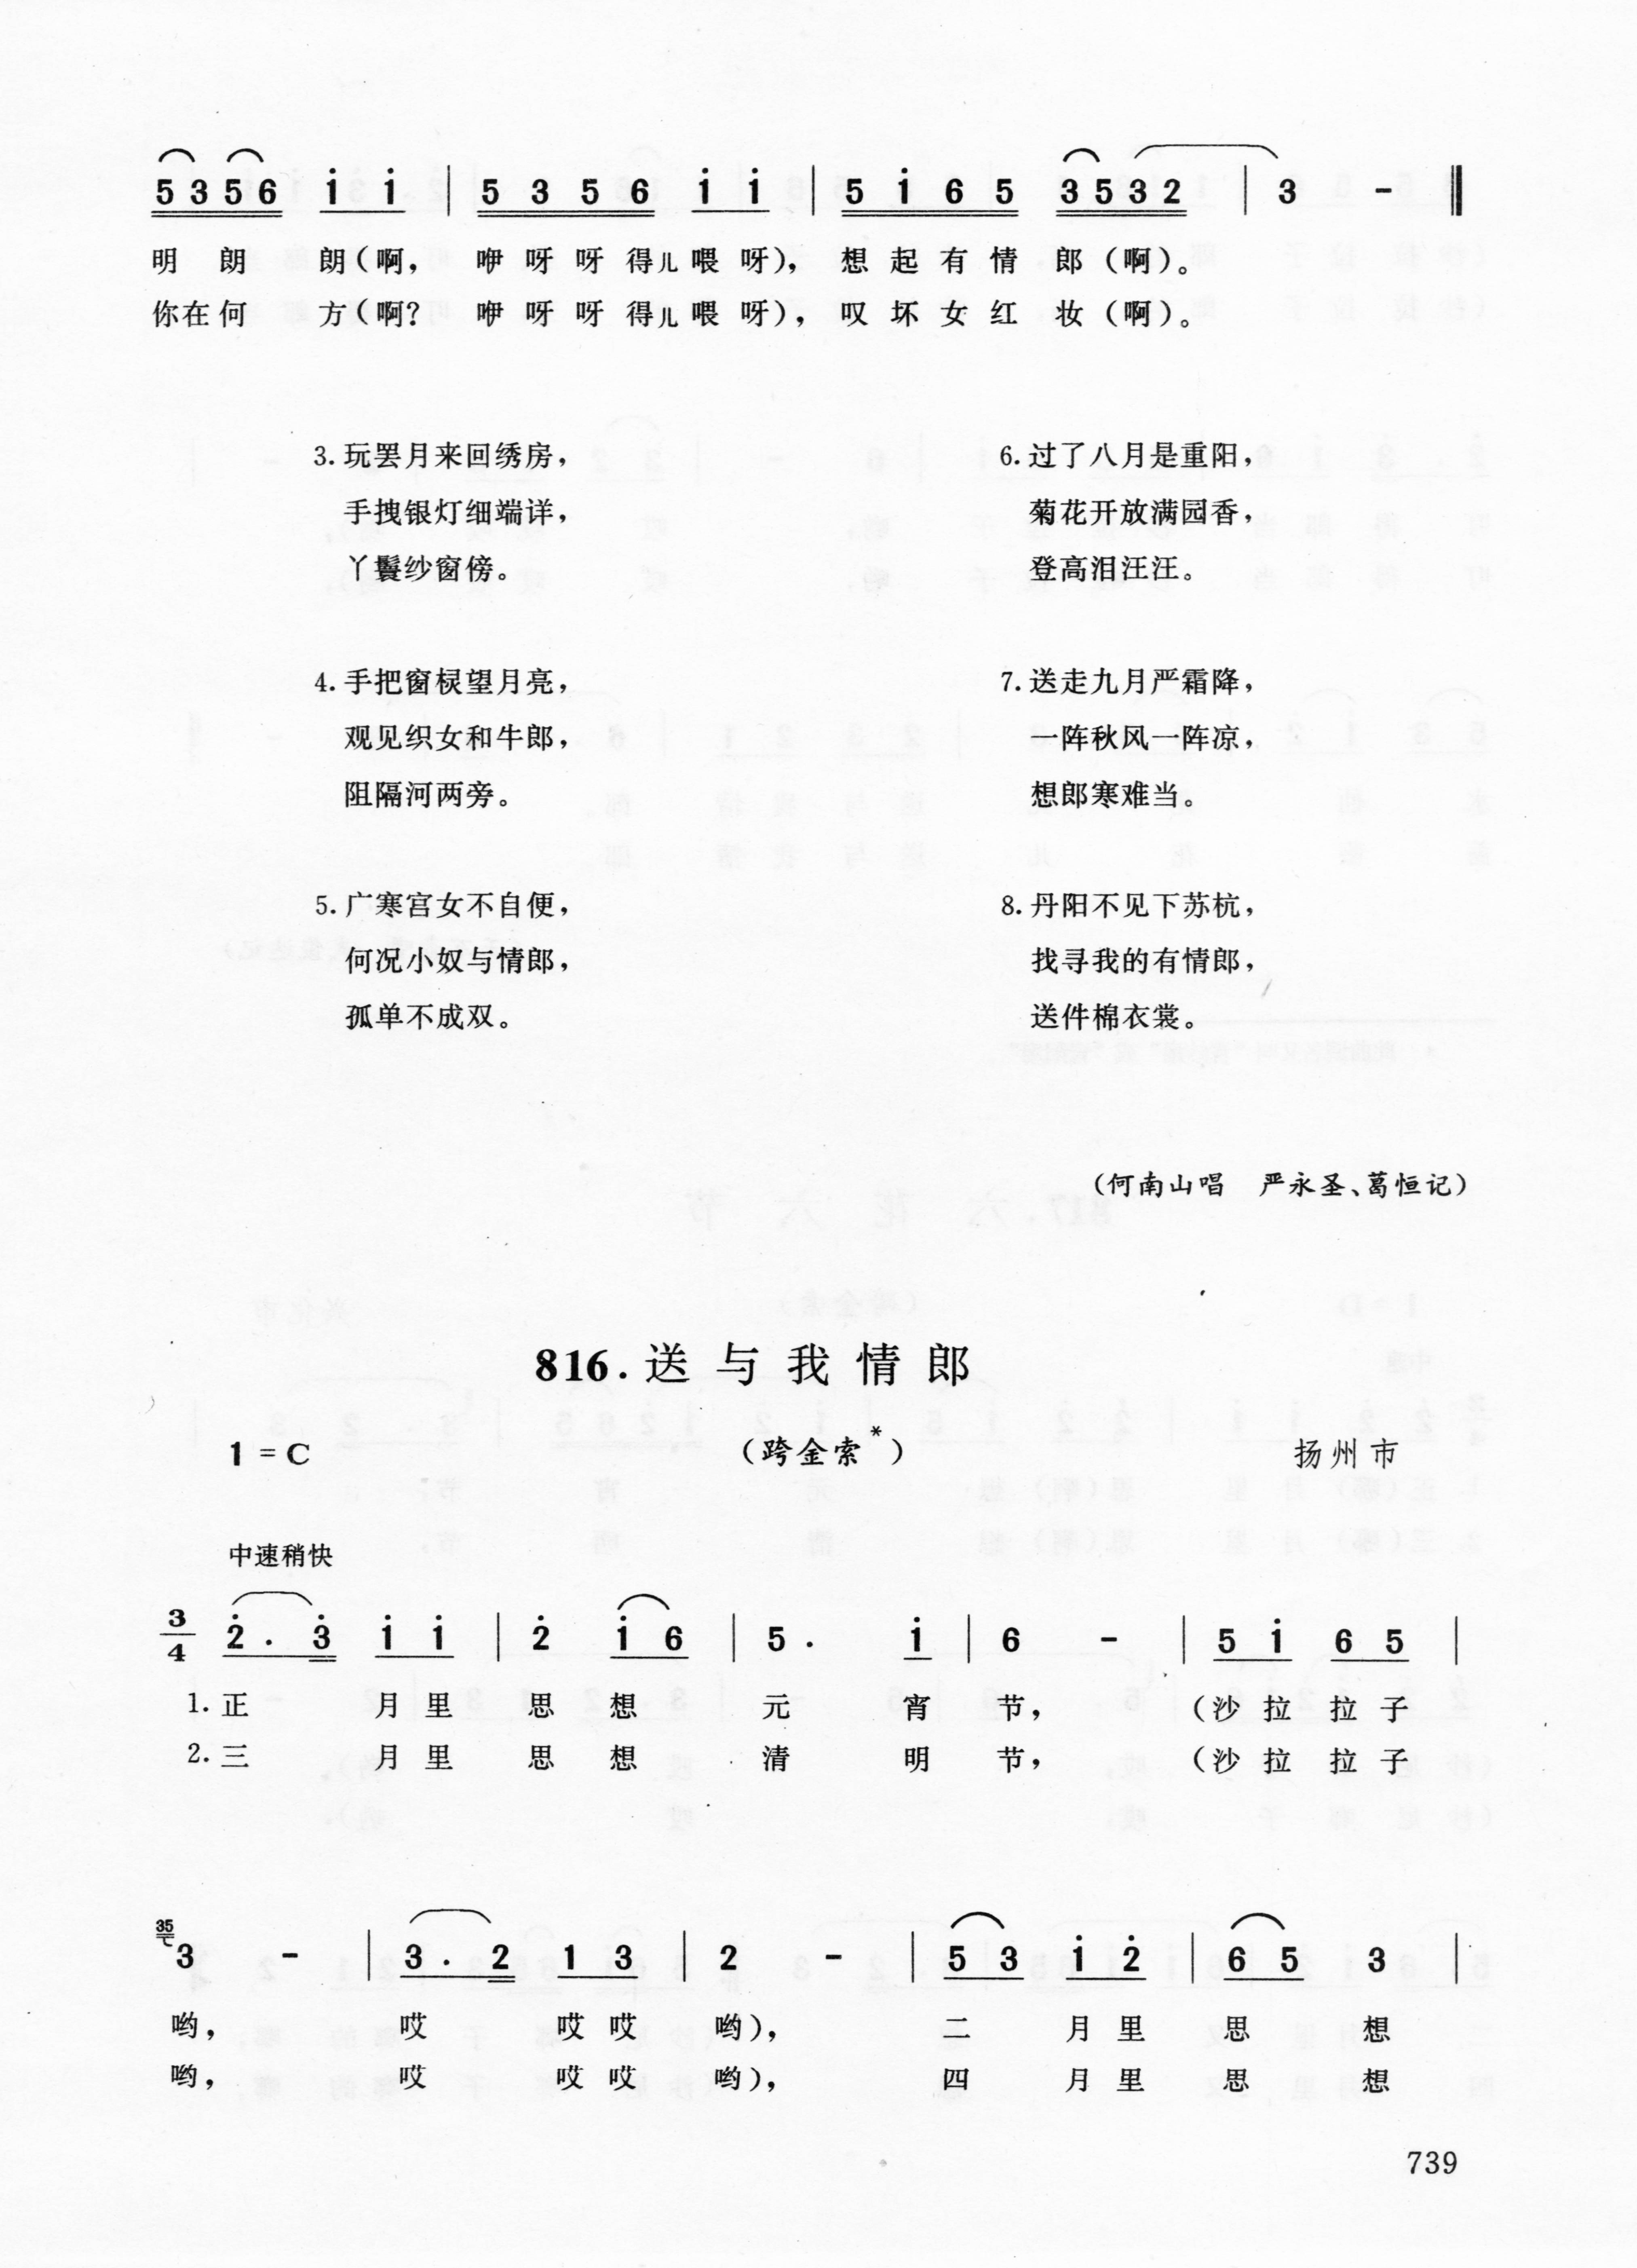 5 3 5 6 i i | 5 3 5 6 i i | 5 i 6 5 3 5 3 2 | 3 - ‖
明 朗 朗(啊, 咿 呀 呀 得儿 喂 呀), 想 起 有 情 郎 (啊)。
你在何 方(啊? 咿 呀 呀 得儿 喂 呀), 叹 坏 女 红 妆 (啊)。
3.玩罢月来回绣房,
手拽银灯细端详,
丫鬟纱窗傍。
4.手把窗棂望月亮,
观见织女和牛郎,
阻隔河两旁。
5.广寒宫女不自便,
何况小奴与情郎,
孤单不成双。
6.过了八月是重阳,
菊花开放满园香,
登高泪汪汪。
7.送走九月严霜降,
一阵秋风一阵凉,
想郎寒难当。
8.丹阳不见下苏杭,
找寻我的有情郎,
送件棉衣裳。
(何南山唱 严永圣、葛恒记)
816.送 与 我 情 郎
1=C (跨金索*) 扬州市
中速稍快
3/4 2̇ . 3̇ i i | 2̇ i 6 | 5 . i | 6 - | 5 i 6 5 |
1.正 月 里 思 想 元 宵 节, (沙 拉 拉 子
2.三 月 里 思 想 清 明 节, (沙 拉 拉 子
35 3 - | 3 . 2 1 3 | 2 - | 5 3 i 2̇ | 6 5 3 |
哟, 哎 哎 哎 哟), 二 月 里 思 想
哟, 哎 哎 哎 哟), 四 月 里 思 想
739